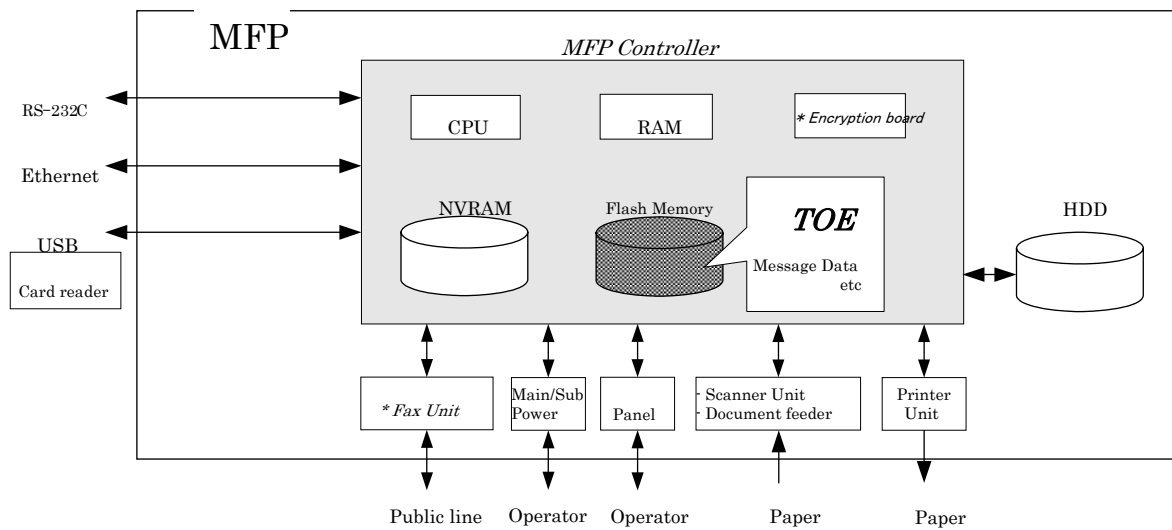 MFP
MFP Controller
RS-232C
CPU
RAM
* Encryption board
Ethernet
NVRAM
Flash Memory
TOE
HDD
USB
Message Data
etc
Card reader
* Fax Unit
Main/Sub
Power
Panel
- Scanner Unit
- Document feeder
Printer
Unit
Public line
Operator
Operator
Paper
Paper